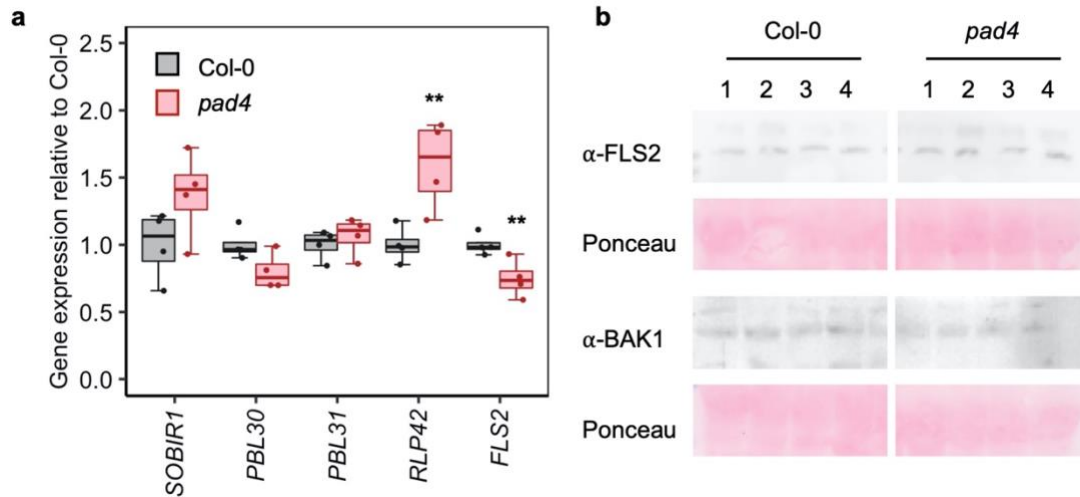 a
Gene expression relative to Col-0
2.5
2.0
1.5
1.0
0.5
0.0
Col-0
pad4
**
**
SOBIR1
PBL30
PBL31
RLP42
FLS2
b
Col-0 pad4
1 2 3 4 1 2 3 4
α-FLS2
Ponceau
α-BAK1
Ponceau